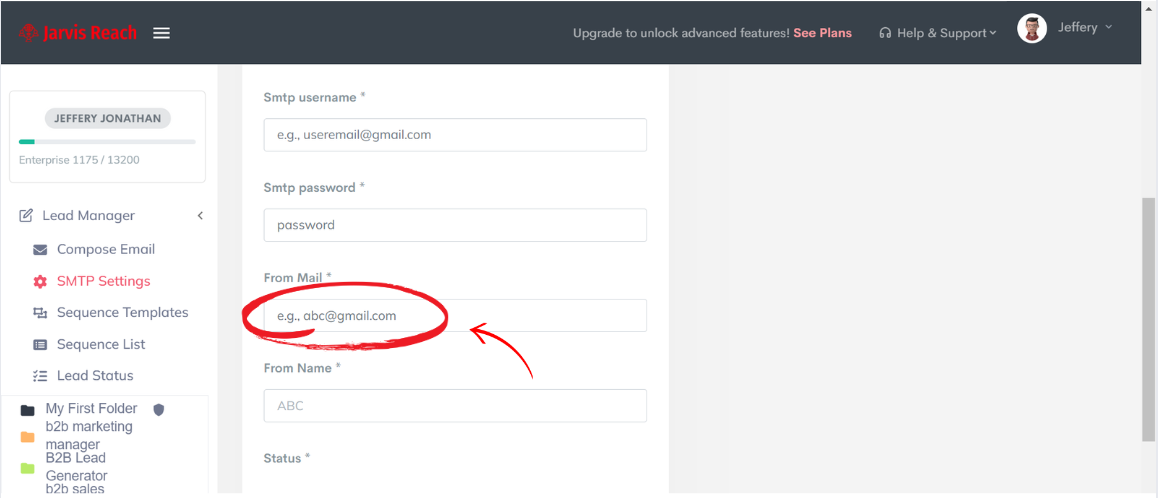 Jarvis Reach
Upgrade to unlock advanced features! See Plans
Help & Support
Jeffery
JEFFERY JONATHAN
Enterprise 1175 / 13200
Lead Manager
Compose Email
SMTP Settings
Sequence Templates
Sequence List
Lead Status
My First Folder
b2b marketing
manager
B2B Lead
Generator
b2b sales
Smtp username *
e.g., useremail@gmail.com
Smtp password *
password
From Mail *
e.g., abc@gmail.com
From Name *
ABC
Status *